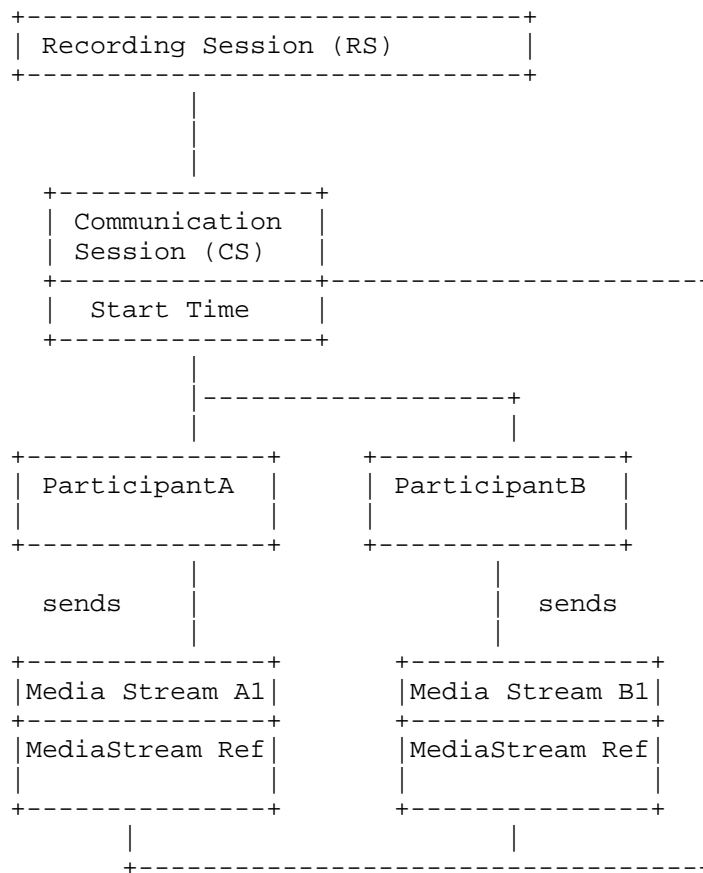 Recording Session (RS)
Communication
Session (CS)
Start Time
ParticipantA ParticipantB
sends sends
Media Stream A1 Media Stream B1
MediaStream Ref MediaStream Ref